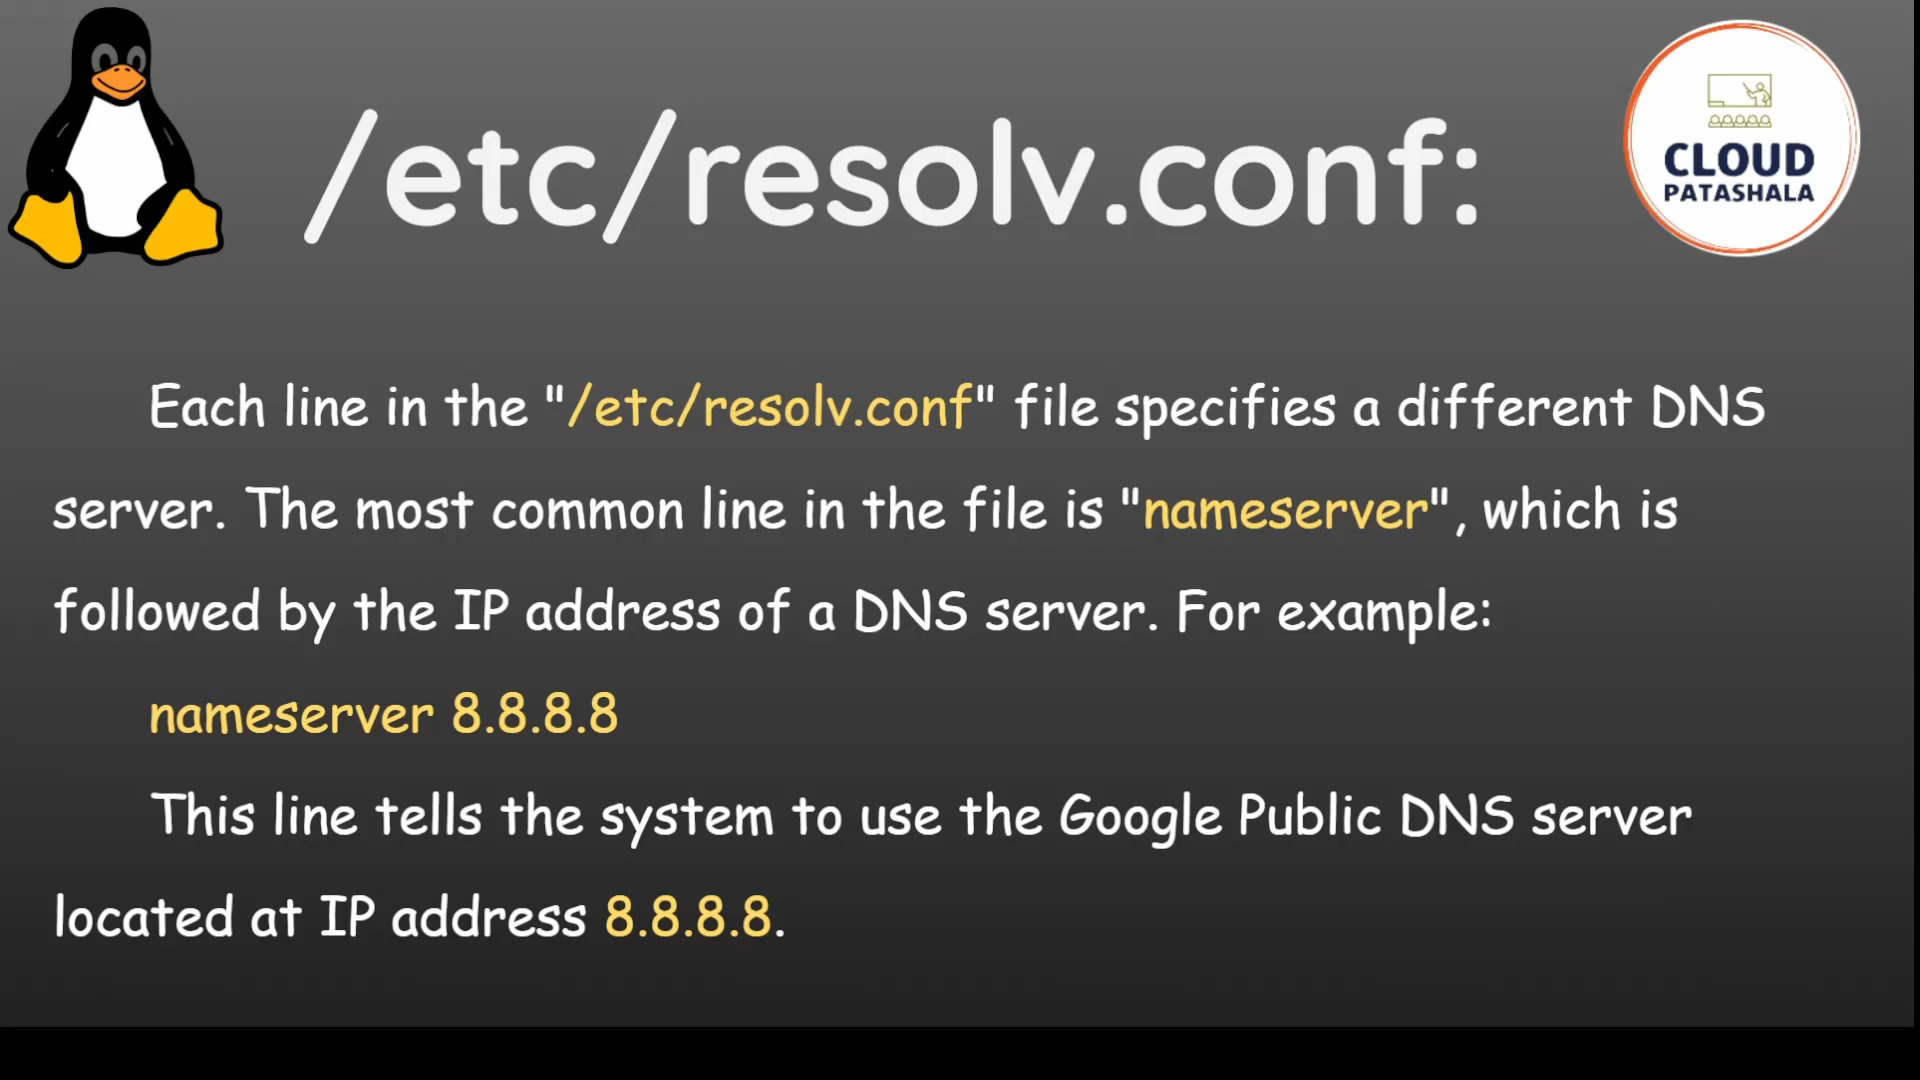 /etc/resolv.conf:
CLOUD
PATASHALA
Each line in the "/etc/resolv.conf" file specifies a different DNS
server. The most common line in the file is "nameserver", which is
followed by the IP address of a DNS server. For example:
nameserver 8.8.8.8
This line tells the system to use the Google Public DNS server
located at IP address 8.8.8.8.